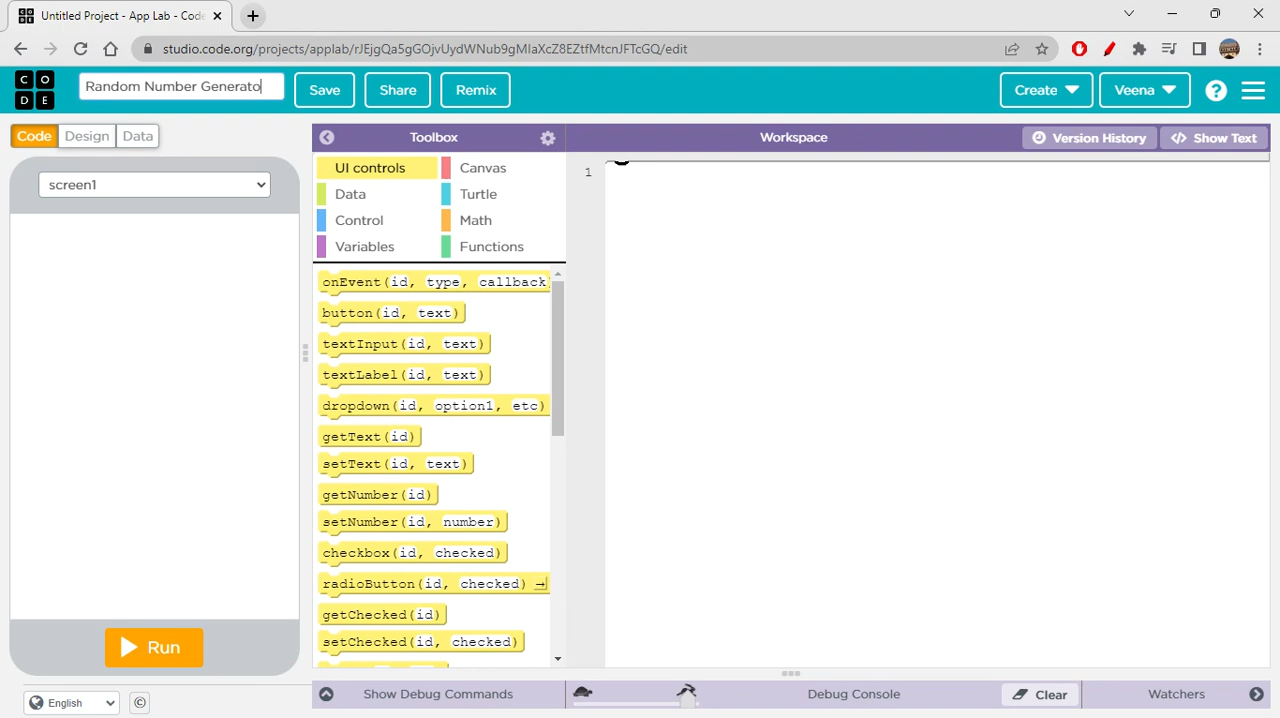 Untitled Project - App Lab - Code
studio.code.org/projects/applab/rJEjgQa5gGOjvUydWNub9gMIaXcZ8EZtfMtcnJFTcGQ/edit
C O D E
Random Number Generato
Save
Share
Remix
Create
Veena
?
Code
Design
Data
screen1
Run
Toolbox
UI controls
Canvas
Data
Turtle
Control
Math
Variables
Functions
onEvent(id, type, callback)
button(id, text)
textInput(id, text)
textLabel(id, text)
dropdown(id, option1, etc)
getText(id)
setText(id, text)
getNumber(id)
setNumber(id, number)
checkbox(id, checked)
radioButton(id, checked)
getChecked(id)
setChecked(id, checked)
Workspace
Version History
Show Text
1
Show Debug Commands
Debug Console
Clear
Watchers
English
©